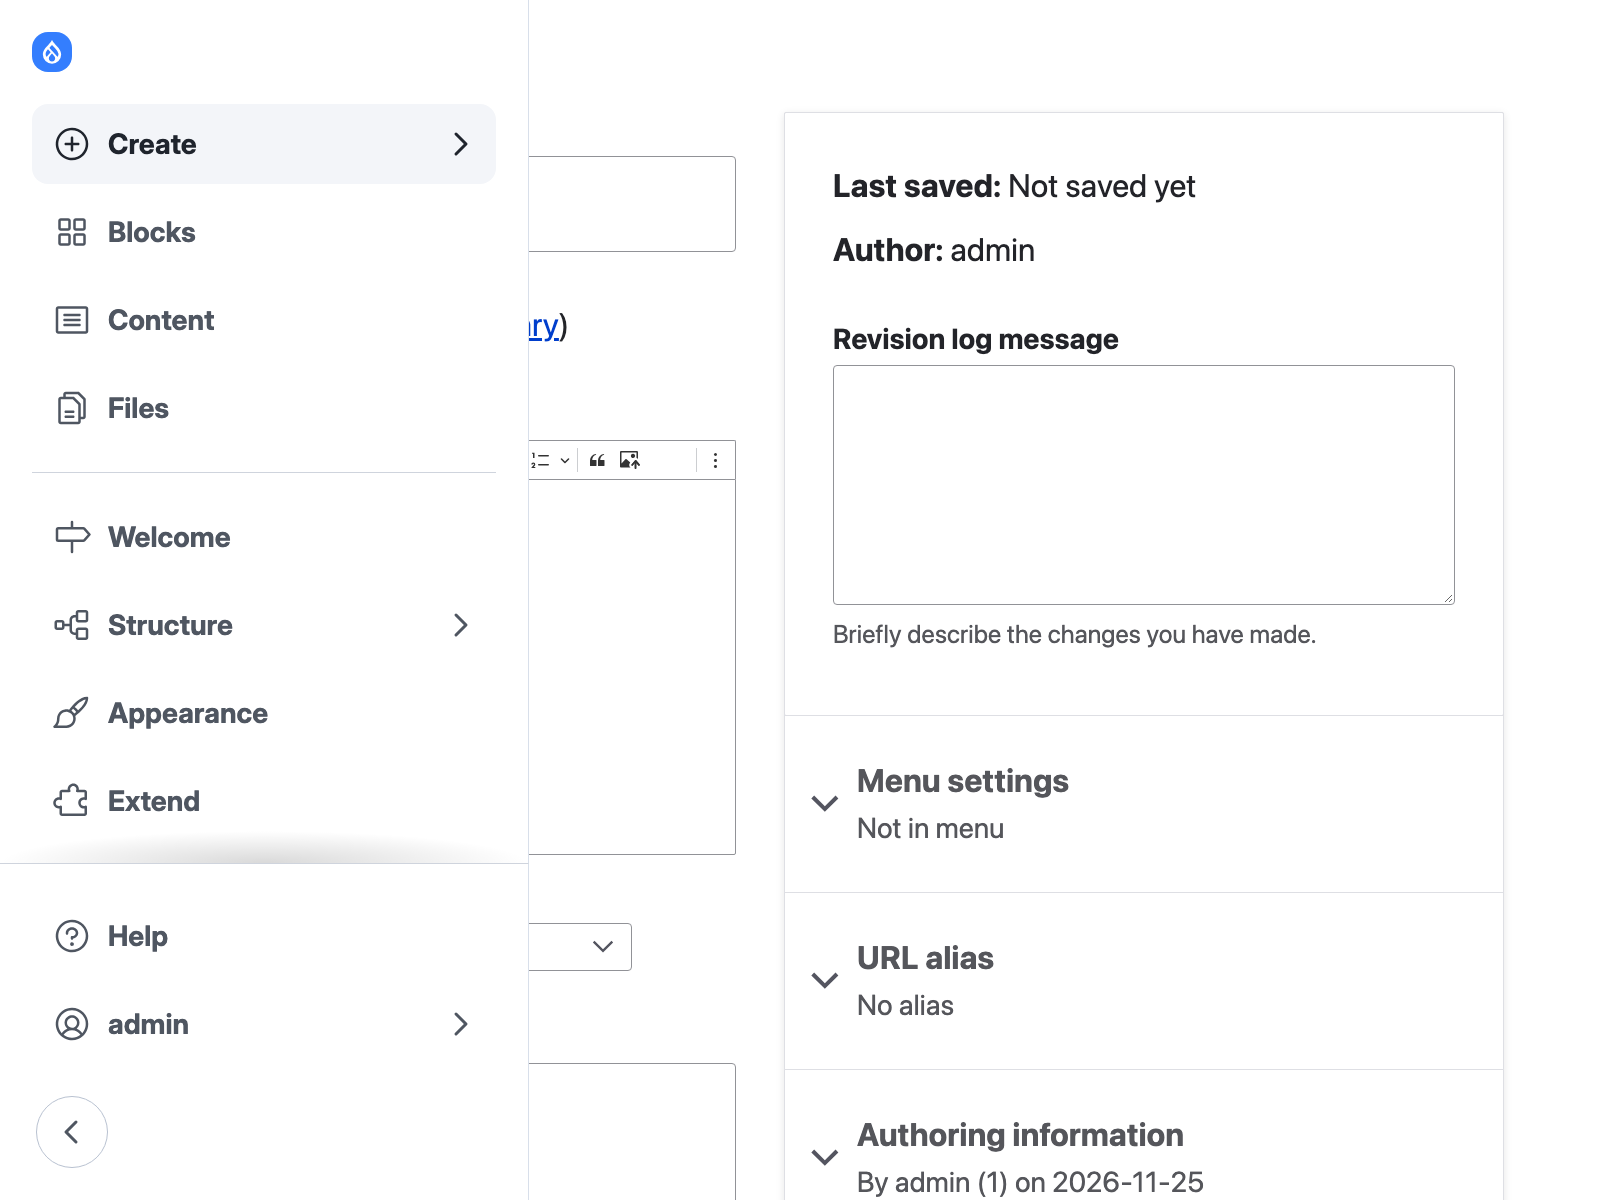 Create
Blocks
Content
Files
Welcome
Structure
Appearance
Extend
Help
admin
ry)
Last saved: Not saved yet
Author: admin
Revision log message
Briefly describe the changes you have made.
Menu settings
Not in menu
URL alias
No alias
Authoring information
By admin (1) on 2026-11-25